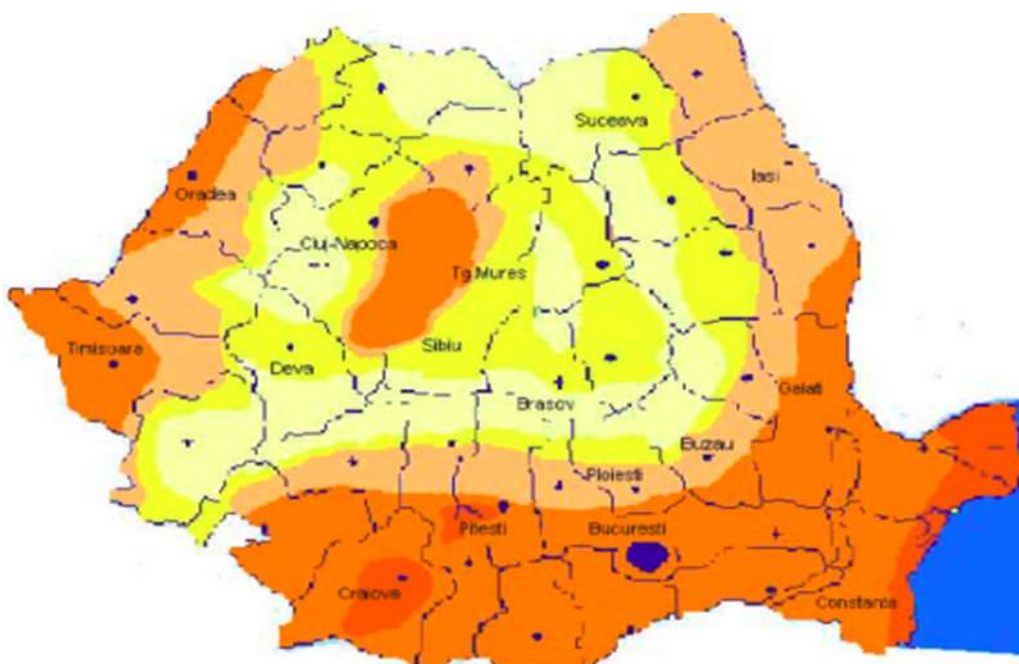 Suceava
Iasi
Oradea
Cluj-Napoca
Tg.Mures
Timisoara
Sibiu
Deva
Galati
Brasov
Buzau
Ploiesti
Pitesti
Bucuresti
Craiova
Constanta